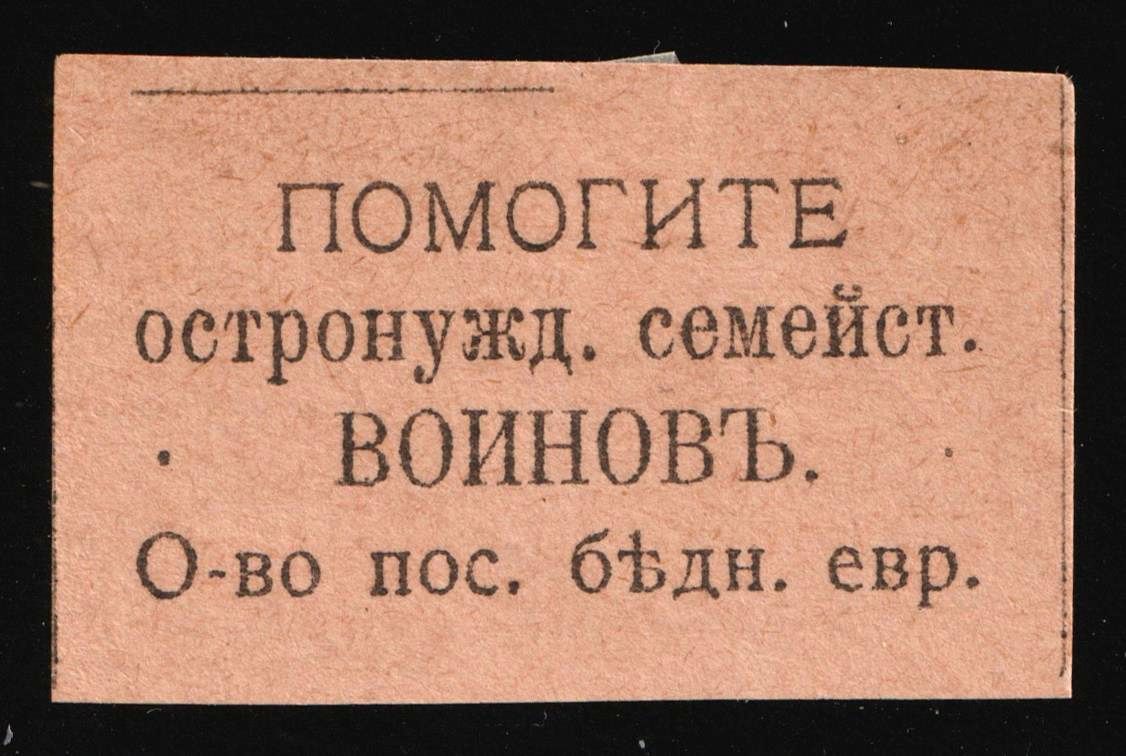 ПОМОГИТЕ
остронужд. семейст.
ВОИНОВЪ.
О-во пос. бѣдн. евр.